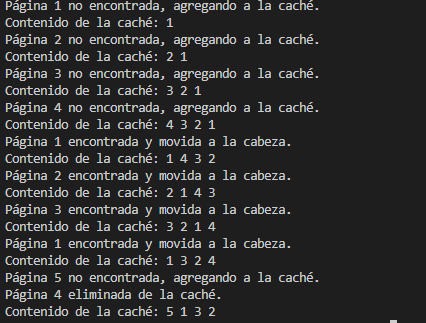 Página 1 no encontrada, agregando a la caché.
Contenido de la caché: 1
Página 2 no encontrada, agregando a la caché.
Contenido de la caché: 2 1
Página 3 no encontrada, agregando a la caché.
Contenido de la caché: 3 2 1
Página 4 no encontrada, agregando a la caché.
Contenido de la caché: 4 3 2 1
Página 1 encontrada y movida a la cabeza.
Contenido de la caché: 1 4 3 2
Página 2 encontrada y movida a la cabeza.
Contenido de la caché: 2 1 4 3
Página 3 encontrada y movida a la cabeza.
Contenido de la caché: 3 2 1 4
Página 1 encontrada y movida a la cabeza.
Contenido de la caché: 1 3 2 4
Página 5 no encontrada, agregando a la caché.
Página 4 eliminada de la caché.
Contenido de la caché: 5 1 3 2